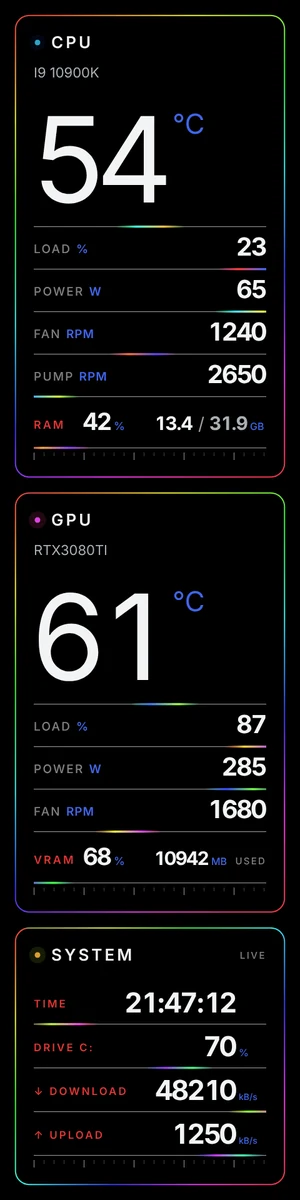 CPU
I9 10900K
54 °C
LOAD % 23
POWER W 65
FAN RPM 1240
PUMP RPM 2650
RAM 42 % 13.4 / 31.9 GB
GPU
RTX3080TI
61 °C
LOAD % 87
POWER W 285
FAN RPM 1680
VRAM 68 % 10942 MB USED
SYSTEM LIVE
TIME 21:47:12
DRIVE C: 70 %
↓ DOWNLOAD 48210 kB/s
↑ UPLOAD 1250 kB/s